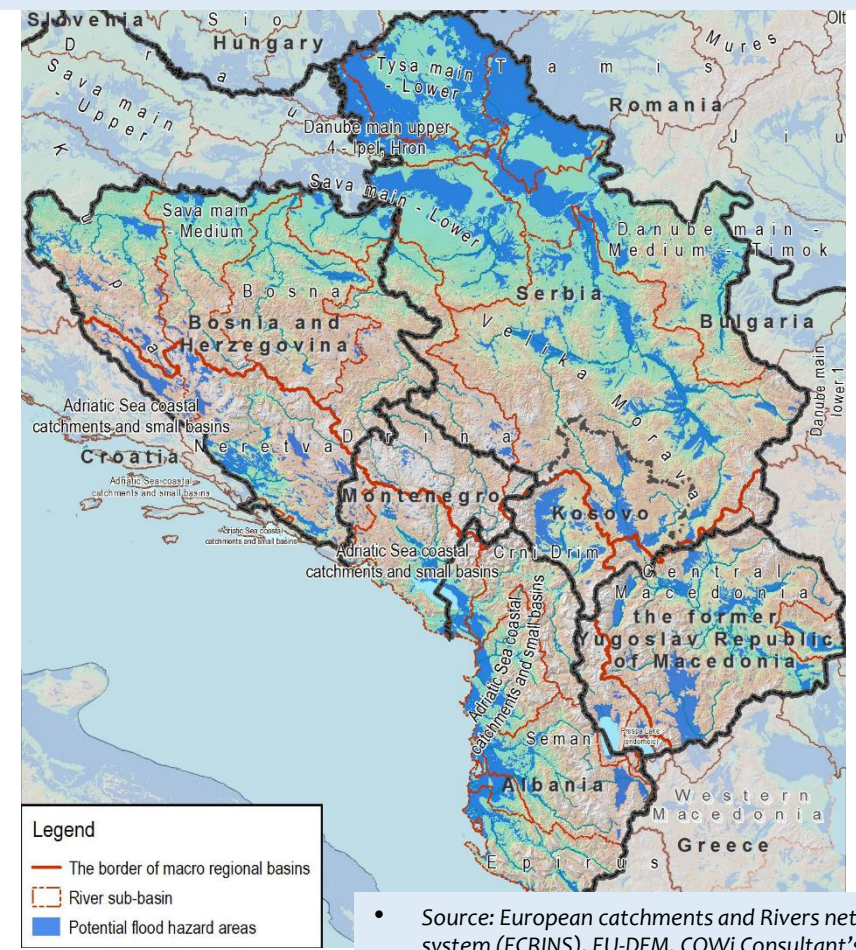 Slovenia
S i o
Olt
Hungary
D r a u
Mures
Sava main
- Upper
Tysa main
- Lower
T a m i s
Romania
Danube main upper
4 - Ipel, Hron
J i u
K u p a
Sava main
- Medium
Sava main - Lower
Danube main -
Medium - Timok
Bosna
Serbia
Bosnia and
Herzegovina
Bulgaria
Velika Morava
Danube main
lower 1
Adriatic Sea coastal
catchments and small basins
Neretva
Drina
Croatia
Adriatic Sea coastal
catchments and small basins
Montenegro
Kosovo
Adriatic Sea coastal
catchments and small basins
Adriatic Sea coastal
catchments and small basins
Crni Drim
Central
Macedonia
the former
Yugoslav Republic
of Macedonia
Adriatic Sea coastal
catchments and small basins
Prespa Lake
(endorheic)
Seman
Albania
Western
Macedonia
Greece
Epirus
Legend
The border of macro regional basins
River sub-basin
Potential flood hazard areas
• Source: European catchments and Rivers net
system (ECRINS), EU-DEM, COWi Consultant's